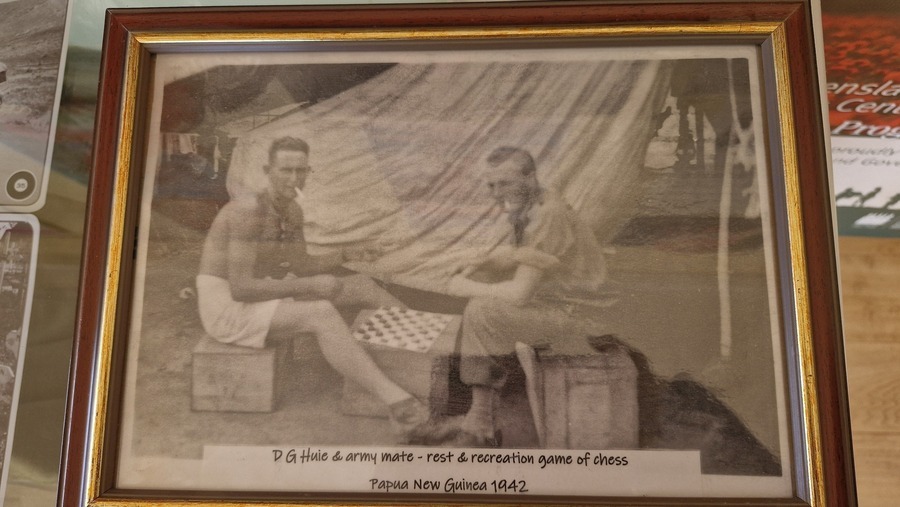 D G Huie & army mate - rest & recreation game of chess
Papua New Guinea 1942